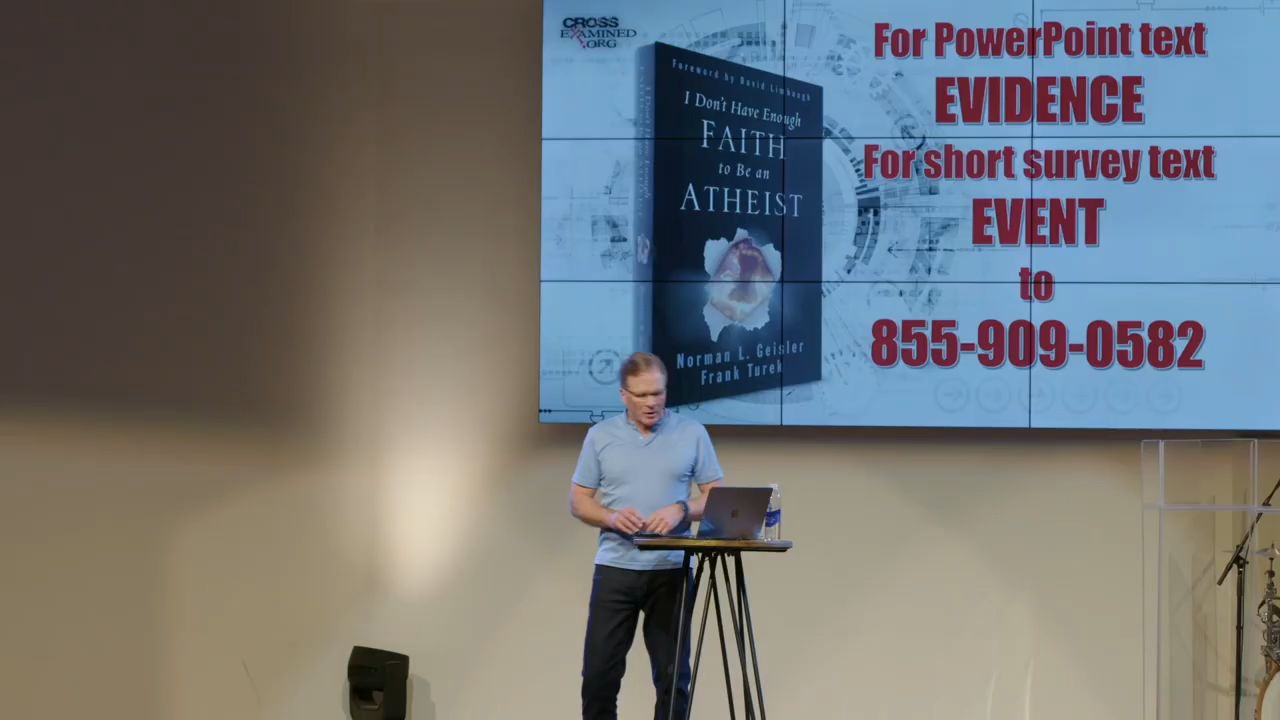 CROSS
EXAMINED
.ORG
Foreword by David Limbaugh
I Don't Have Enough
FAITH
to Be an
ATHEIST
Norman L. Geisler
Frank Turek
For PowerPoint text
EVIDENCE
For short survey text
EVENT
to
855-909-0582